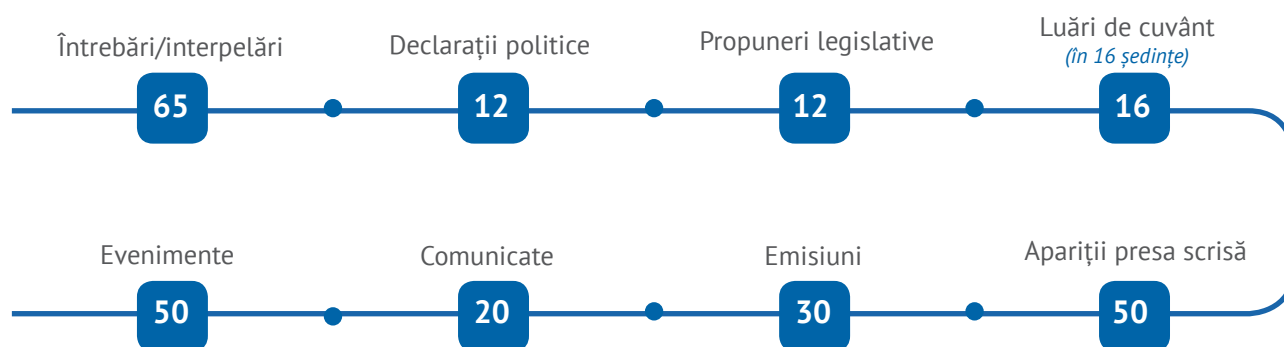 Întrebări/interpelări
65
Declarații politice
12
Propuneri legislative
12
Luări de cuvânt
(în 16 ședințe)
16
Evenimente
50
Comunicate
20
Emisiuni
30
Apariții presa scrisă
50